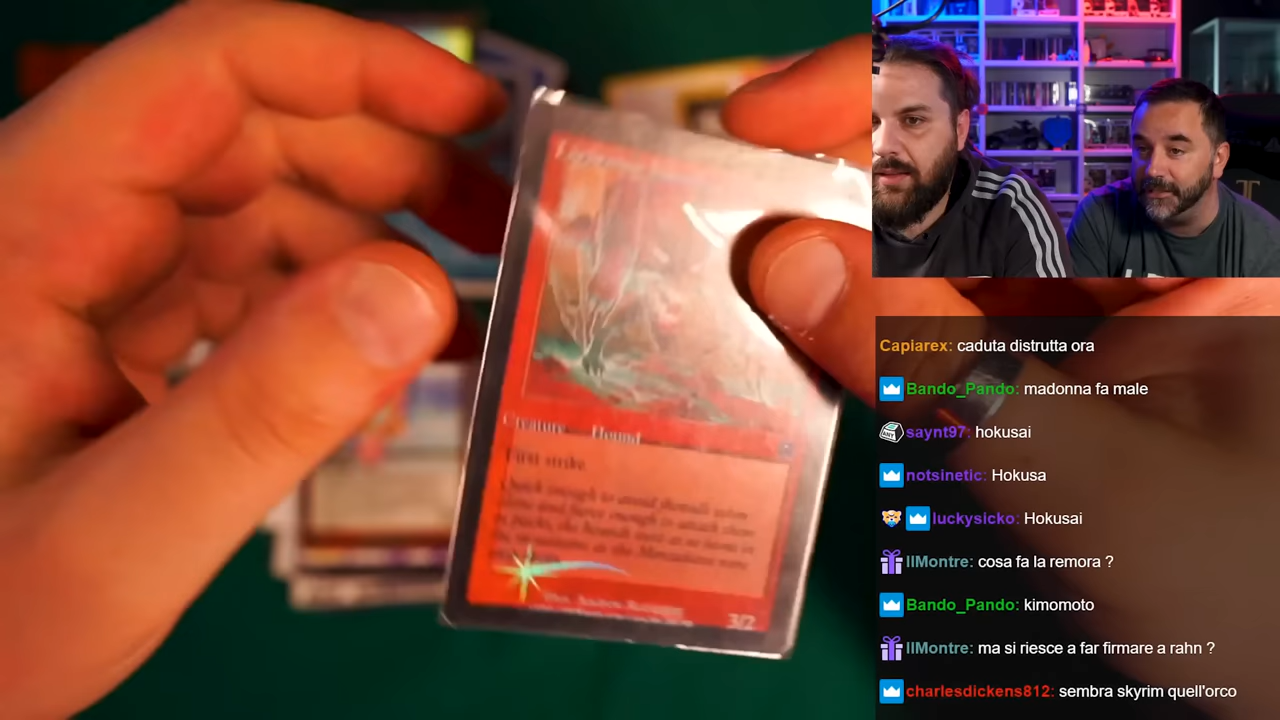 Creature — Hound
First strike
3/2
Capiarex: caduta distrutta ora
Bando_Pando: madonna fa male
saynt97: hokusai
notsinetic: Hokusa
luckysicko: Hokusai
IlMontre: cosa fa la remora ?
Bando_Pando: kimomoto
IlMontre: ma si riesce a far firmare a rahn ?
charlesdickens812: sembra skyrim quell'orco